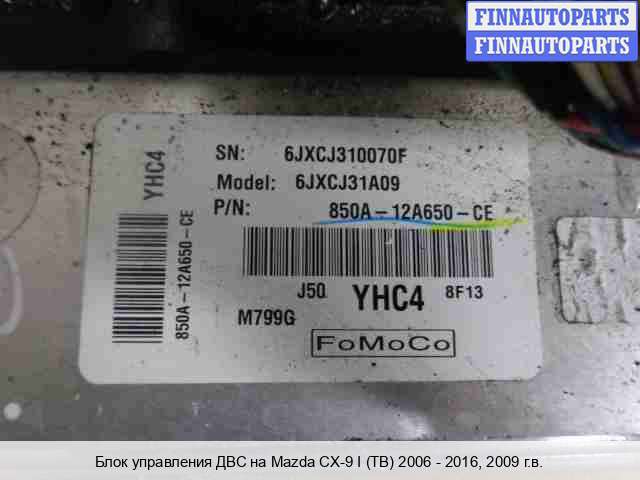 FINNAUTOPARTS
FINNAUTOPARTS
SN: 6JXCJ310070F
Model: 6JXCJ31A09
P/N: 850A-12A650-CE
YHC4
850A-12A650-CE
J5Q YHC4 8F13
M799G
FoMoCo
Блок управления ДВС на Mazda CX-9 I (TB) 2006 - 2016, 2009 г.в.